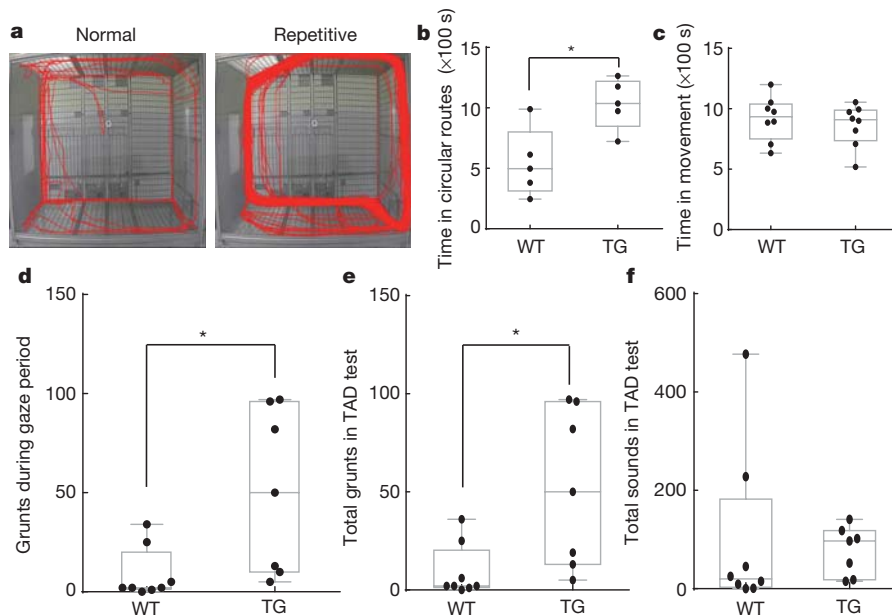 a
Normal
Repetitive
b
Time in circular routes (×100 s)
15
10
5
0
*
WT
TG
c
Time in movement (×100 s)
15
10
5
0
WT
TG
d
Grunts during gaze period
150
100
50
0
*
WT
TG
e
Total grunts in TAD test
150
100
50
0
*
WT
TG
f
Total sounds in TAD test
600
400
200
0
WT
TG